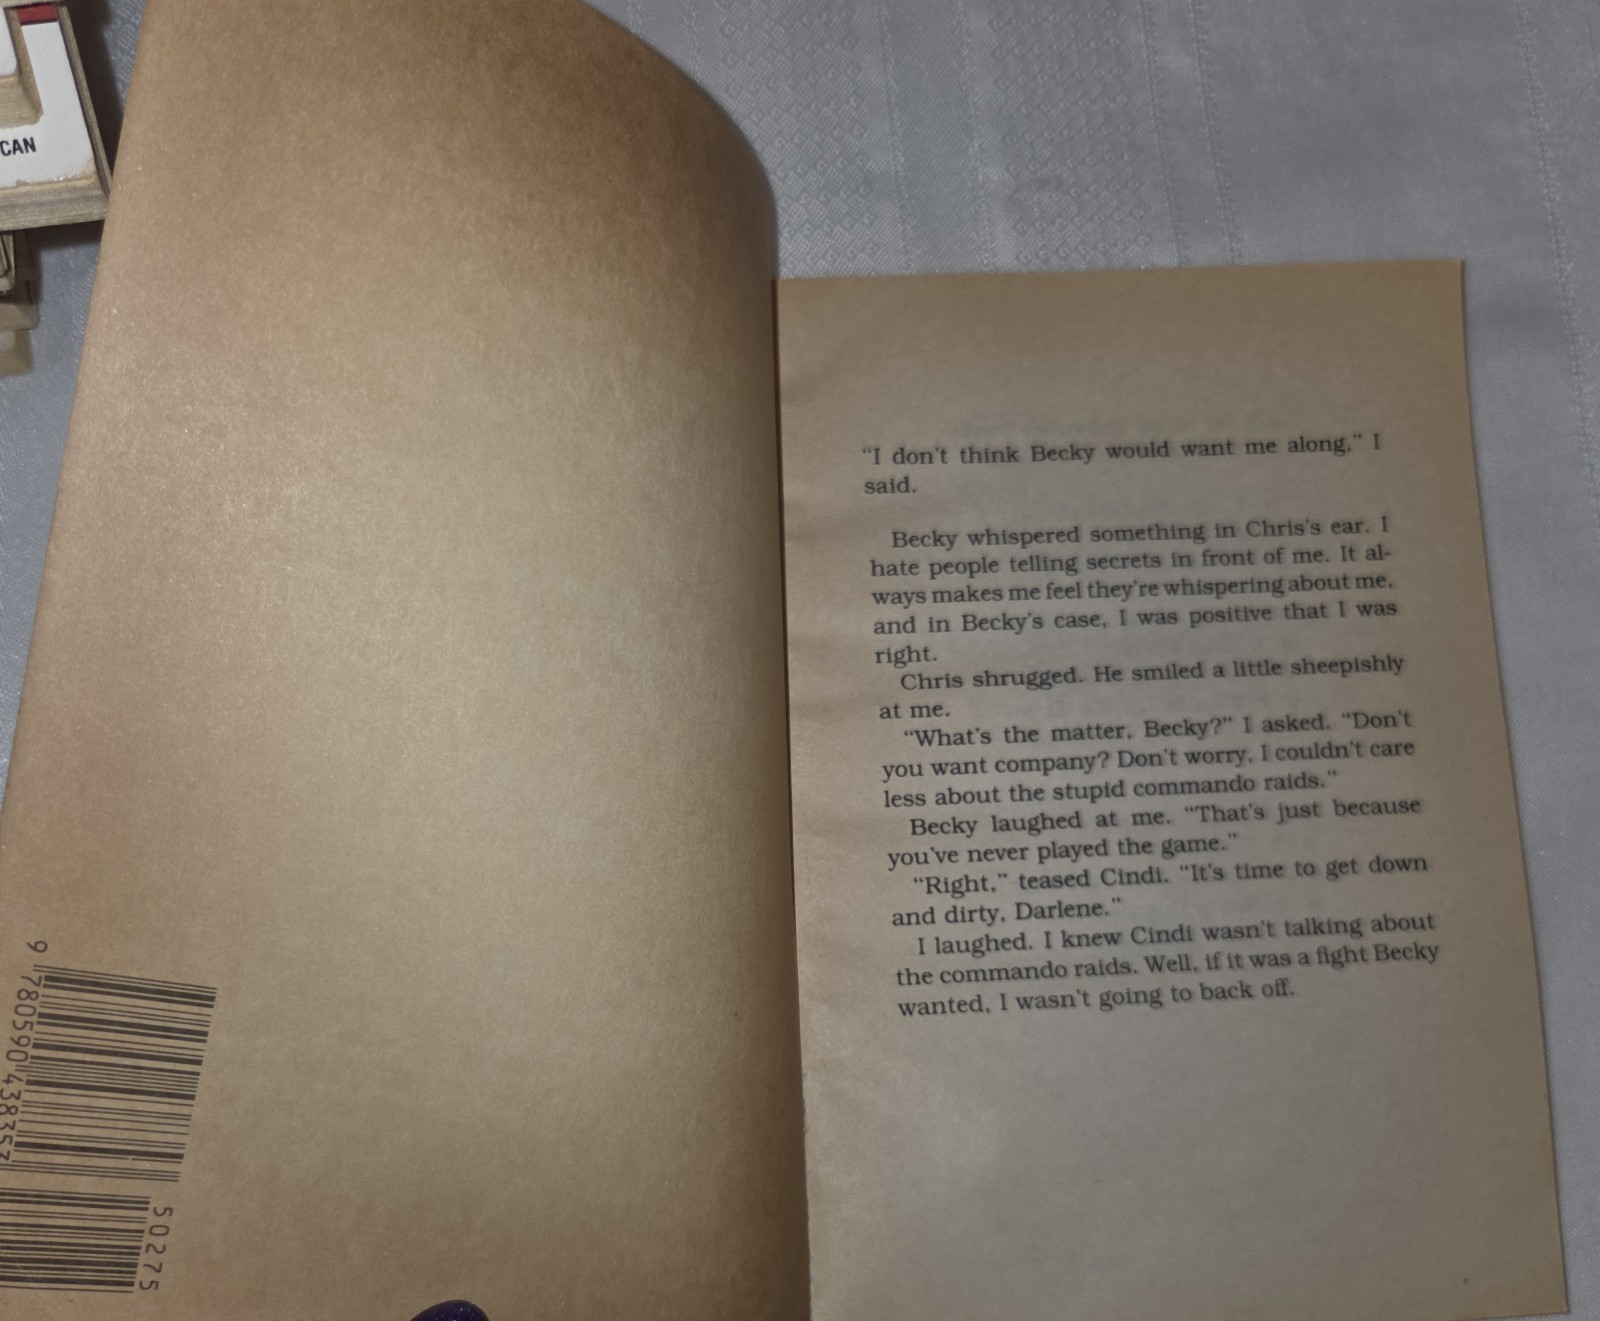 CAN
9 780590 438353
50275
"I don't think Becky would want me along," I
said.
Becky whispered something in Chris's ear. I
hate people telling secrets in front of me. It al-
ways makes me feel they're whispering about me,
and in Becky's case, I was positive that I was
right.
Chris shrugged. He smiled a little sheepishly
at me.
"What's the matter, Becky?" I asked. "Don't
you want company? Don't worry, I couldn't care
less about the stupid commando raids."
Becky laughed at me. "That's just because
you've never played the game."
"Right," teased Cindi. "It's time to get down
and dirty, Darlene."
I laughed. I knew Cindi wasn't talking about
the commando raids. Well, if it was a fight Becky
wanted, I wasn't going to back off.